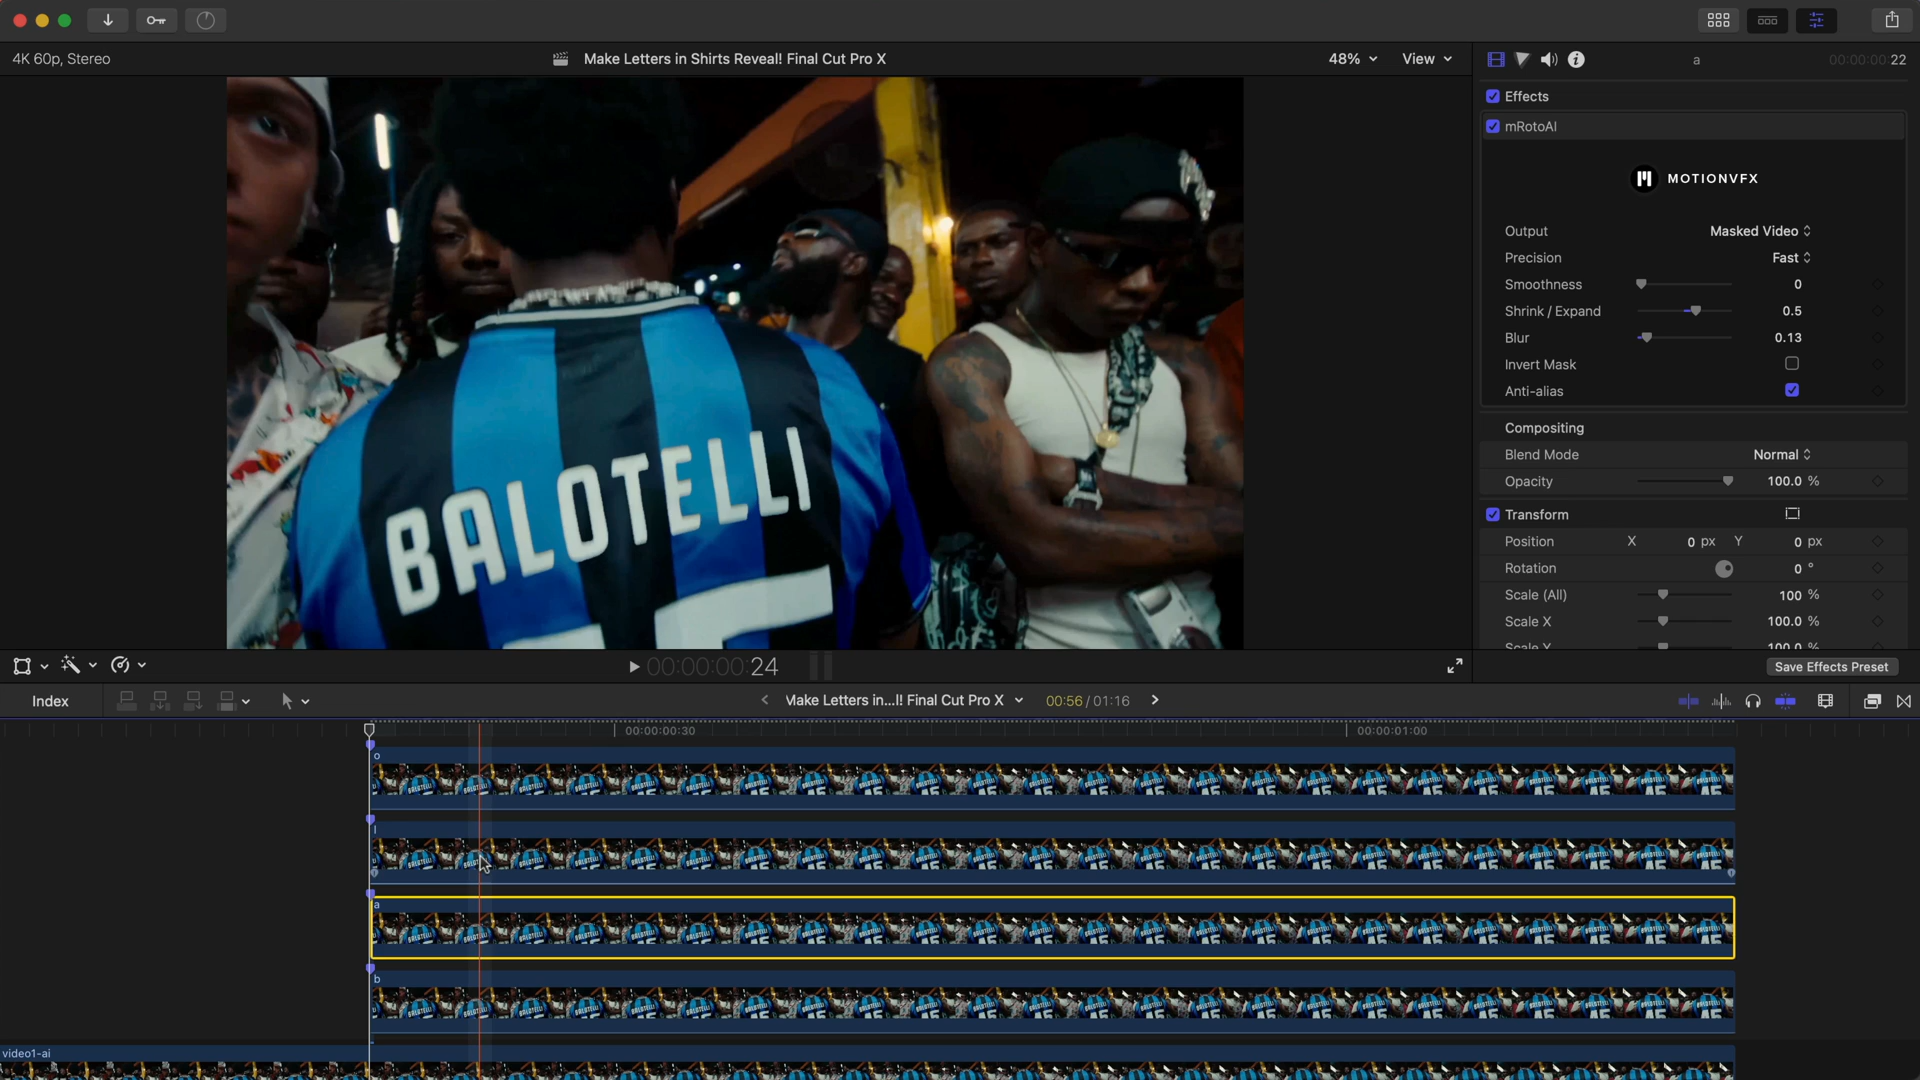 4K 60p, Stereo
Make Letters in Shirts Reveal! Final Cut Pro X
48%
View
a
00:00:00:22
Effects
mRotoAI
MOTIONVFX
Output
Masked Video
Precision
Fast
Smoothness
0
Shrink / Expand
0.5
Blur
0.13
Invert Mask
Anti-alias
Compositing
Blend Mode
Normal
Opacity
100.0 %
Transform
Position X 0 px Y 0 px
Rotation
0 °
Scale (All)
100 %
Scale X
100.0 %
Scale Y
100.0 %
BALOTELLI
00:00:00:24
Save Effects Preset
Index
Make Letters in...l! Final Cut Pro X
00:56 / 01:16
00:00:00:30
00:00:01:00
o
l
a
b
video1-ai